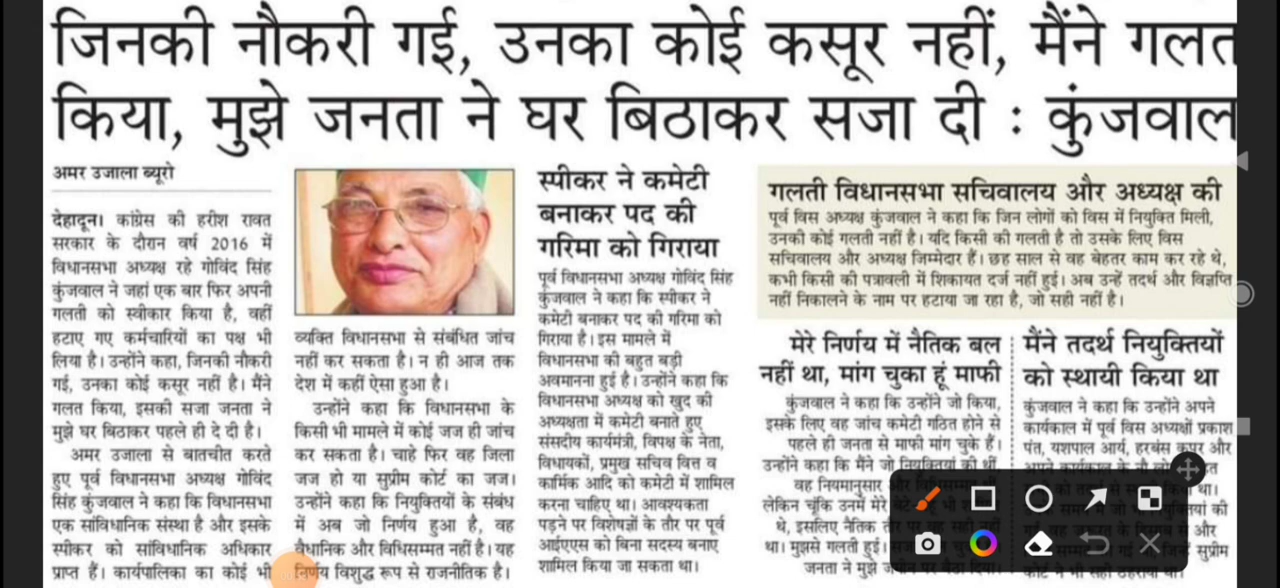 जिनकी नौकरी गई, उनका कोई कसूर नहीं, मैंने गलत
किया, मुझे जनता ने घर बिठाकर सजा दी : कुंजवाल
अमर उजाला ब्यूरो
देहादून। कांग्रेस की हरीश रावत
सरकार के दौरान वर्ष 2016 में
विधानसभा अध्यक्ष रहे गोविंद सिंह
कुंजवाल ने जहां एक बार फिर अपनी
गलती को स्वीकार किया है, वहीं
हटाए गए कर्मचारियों का पक्ष भी
लिया है। उन्होंने कहा, जिनकी नौकरी
गई, उनका कोई कसूर नहीं है। मैंने
गलत किया, इसकी सजा जनता ने
मुझे घर बिठाकर पहले ही दे दी है।
अमर उजाला से बातचीत करते
हुए पूर्व विधानसभा अध्यक्ष गोविंद
सिंह कुंजवाल ने कहा कि विधानसभा
एक सांविधानिक संस्था है और इसके
स्पीकर को सांविधानिक अधिकार
प्राप्त हैं। कार्यपालिका का कोई भी
व्यक्ति विधानसभा से संबंधित जांच
नहीं कर सकता है। न ही आज तक
देश में कहीं ऐसा हुआ है।
उन्होंने कहा कि विधानसभा के
किसी भी मामले में कोई जज ही जांच
कर सकता है। चाहे फिर वह जिला
जज हो या सुप्रीम कोर्ट का जज।
उन्होंने कहा कि नियुक्तियों के संबंध
में अब जो निर्णय हुआ है, वह
वैधानिक और विधिसम्मत नहीं है। यह
निर्णय विशुद्ध रूप से राजनीतिक है।
स्पीकर ने कमेटी
बनाकर पद की
गरिमा को गिराया
पूर्व विधानसभा अध्यक्ष गोविंद सिंह
कुंजवाल ने कहा कि स्पीकर ने
कमेटी बनाकर पद की गरिमा को
गिराया है। इस मामले में
विधानसभा की बहुत बड़ी
अवमानना हुई है। उन्होंने कहा कि
विधानसभा अध्यक्ष को खुद की
अध्यक्षता में कमेटी बनाते हुए
संसदीय कार्यमंत्री, विपक्ष के नेता,
विधायकों, प्रमुख सचिव वित्त व
कार्मिक आदि को कमेटी में शामिल
करना चाहिए था। आवश्यकता
पड़ने पर विशेषज्ञों के तौर पर पूर्व
आईएएस को बिना सदस्य बनाए
शामिल किया जा सकता था।
गलती विधानसभा सचिवालय और अध्यक्ष की
पूर्व विस अध्यक्ष कुंजवाल ने कहा कि जिन लोगों को विस में नियुक्ति मिली,
उनकी कोई गलती नहीं है। यदि किसी की गलती है तो उसके लिए विस
सचिवालय और अध्यक्ष जिम्मेदार हैं। छह साल से वह बेहतर काम कर रहे थे,
कभी किसी की पत्रावली में शिकायत दर्ज नहीं हुई। अब उन्हें तदर्थ और विज्ञप्ति
नहीं निकालने के नाम पर हटाया जा रहा है, जो सही नहीं है।
मेरे निर्णय में नैतिक बल
नहीं था, मांग चुका हूं माफी
कुंजवाल ने कहा कि उन्होंने जो किया,
इसके लिए वह जांच कमेटी गठित होने से
पहले ही जनता से माफी मांग चुके हैं।
उन्होंने कहा कि मैंने जो नियुक्तियां की थीं
वह नियमानुसार
लेकिन चूंकि उनमें मेरे
थे, इसलिए नैतिक
था। मुझसे गलती हुई।
जनता ने मुझे
मैंने तदर्थ नियुक्तियों
को स्थायी किया था
कुंजवाल ने कहा कि उन्होंने अपने
कार्यकाल में पूर्व विस अध्यक्षों प्रकाश
पंत, यशपाल आर्य, हरबंस कपूर और
था।
की
और
सुप्रीम